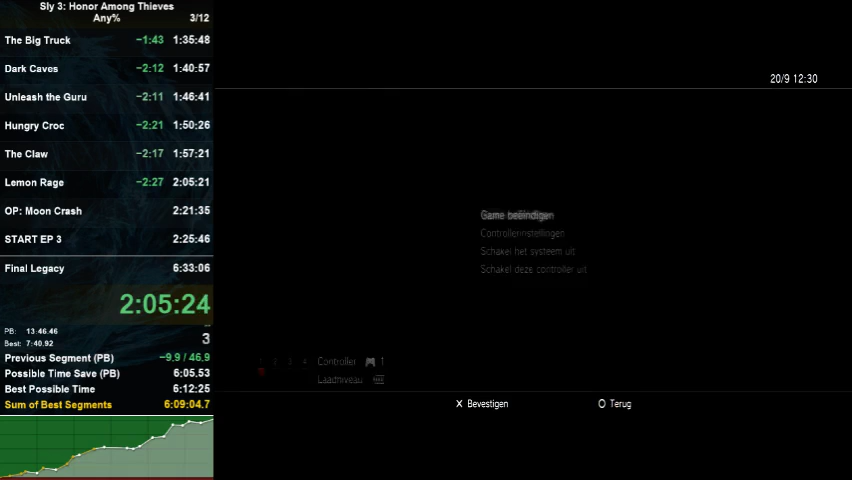 Sly 3: Honor Among Thieves
Any% 3/12
The Big Truck −1:43 1:35:48
Dark Caves −2:12 1:40:57
Unleash the Guru −2:11 1:46:41
Hungry Croc −2:21 1:50:26
The Claw −2:17 1:57:21
Lemon Rage −2:27 2:05:21
OP: Moon Crash 2:21:35
START EP 3 2:25:46
Final Legacy 6:33:06
2:05:24
PB: 13:46.46
Best: 7:40.92
3
Previous Segment (PB) −9.9 / 46.9
Possible Time Save (PB) 6:05.53
Best Possible Time 6:12:25
Sum of Best Segments 6:09:04.7
20/9 12:30
Game beëindigen
Controllerinstellingen
Schakel het systeem uit
Schakel deze controller uit
1 2 3 4 Controller 1
Laadniveau
X Bevestigen O Terug